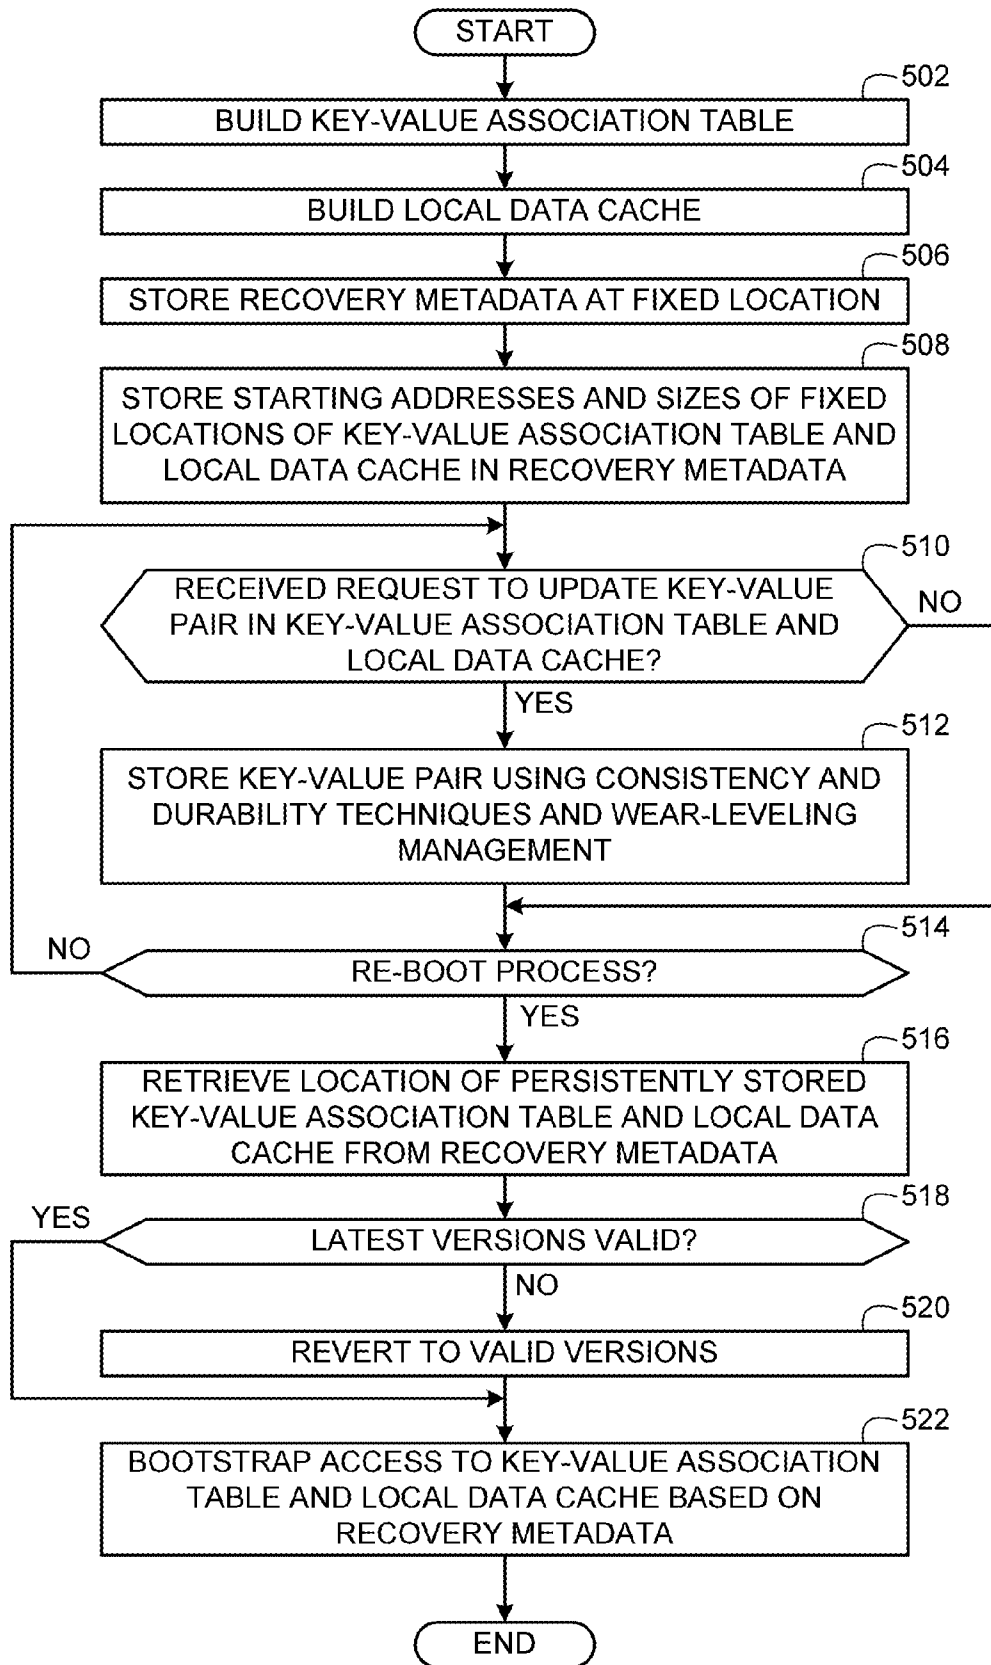 START
502
BUILD KEY-VALUE ASSOCIATION TABLE
504
BUILD LOCAL DATA CACHE
506
STORE RECOVERY METADATA AT FIXED LOCATION
508
STORE STARTING ADDRESSES AND SIZES OF FIXED
LOCATIONS OF KEY-VALUE ASSOCIATION TABLE AND
LOCAL DATA CACHE IN RECOVERY METADATA
510
RECEIVED REQUEST TO UPDATE KEY-VALUE
PAIR IN KEY-VALUE ASSOCIATION TABLE AND
LOCAL DATA CACHE?
NO
YES
512
STORE KEY-VALUE PAIR USING CONSISTENCY AND
DURABILITY TECHNIQUES AND WEAR-LEVELING
MANAGEMENT
514
NO
RE-BOOT PROCESS?
YES
516
RETRIEVE LOCATION OF PERSISTENTLY STORED
KEY-VALUE ASSOCIATION TABLE AND LOCAL DATA
CACHE FROM RECOVERY METADATA
518
YES
LATEST VERSIONS VALID?
NO
520
REVERT TO VALID VERSIONS
522
BOOTSTRAP ACCESS TO KEY-VALUE ASSOCIATION
TABLE AND LOCAL DATA CACHE BASED ON
RECOVERY METADATA
END